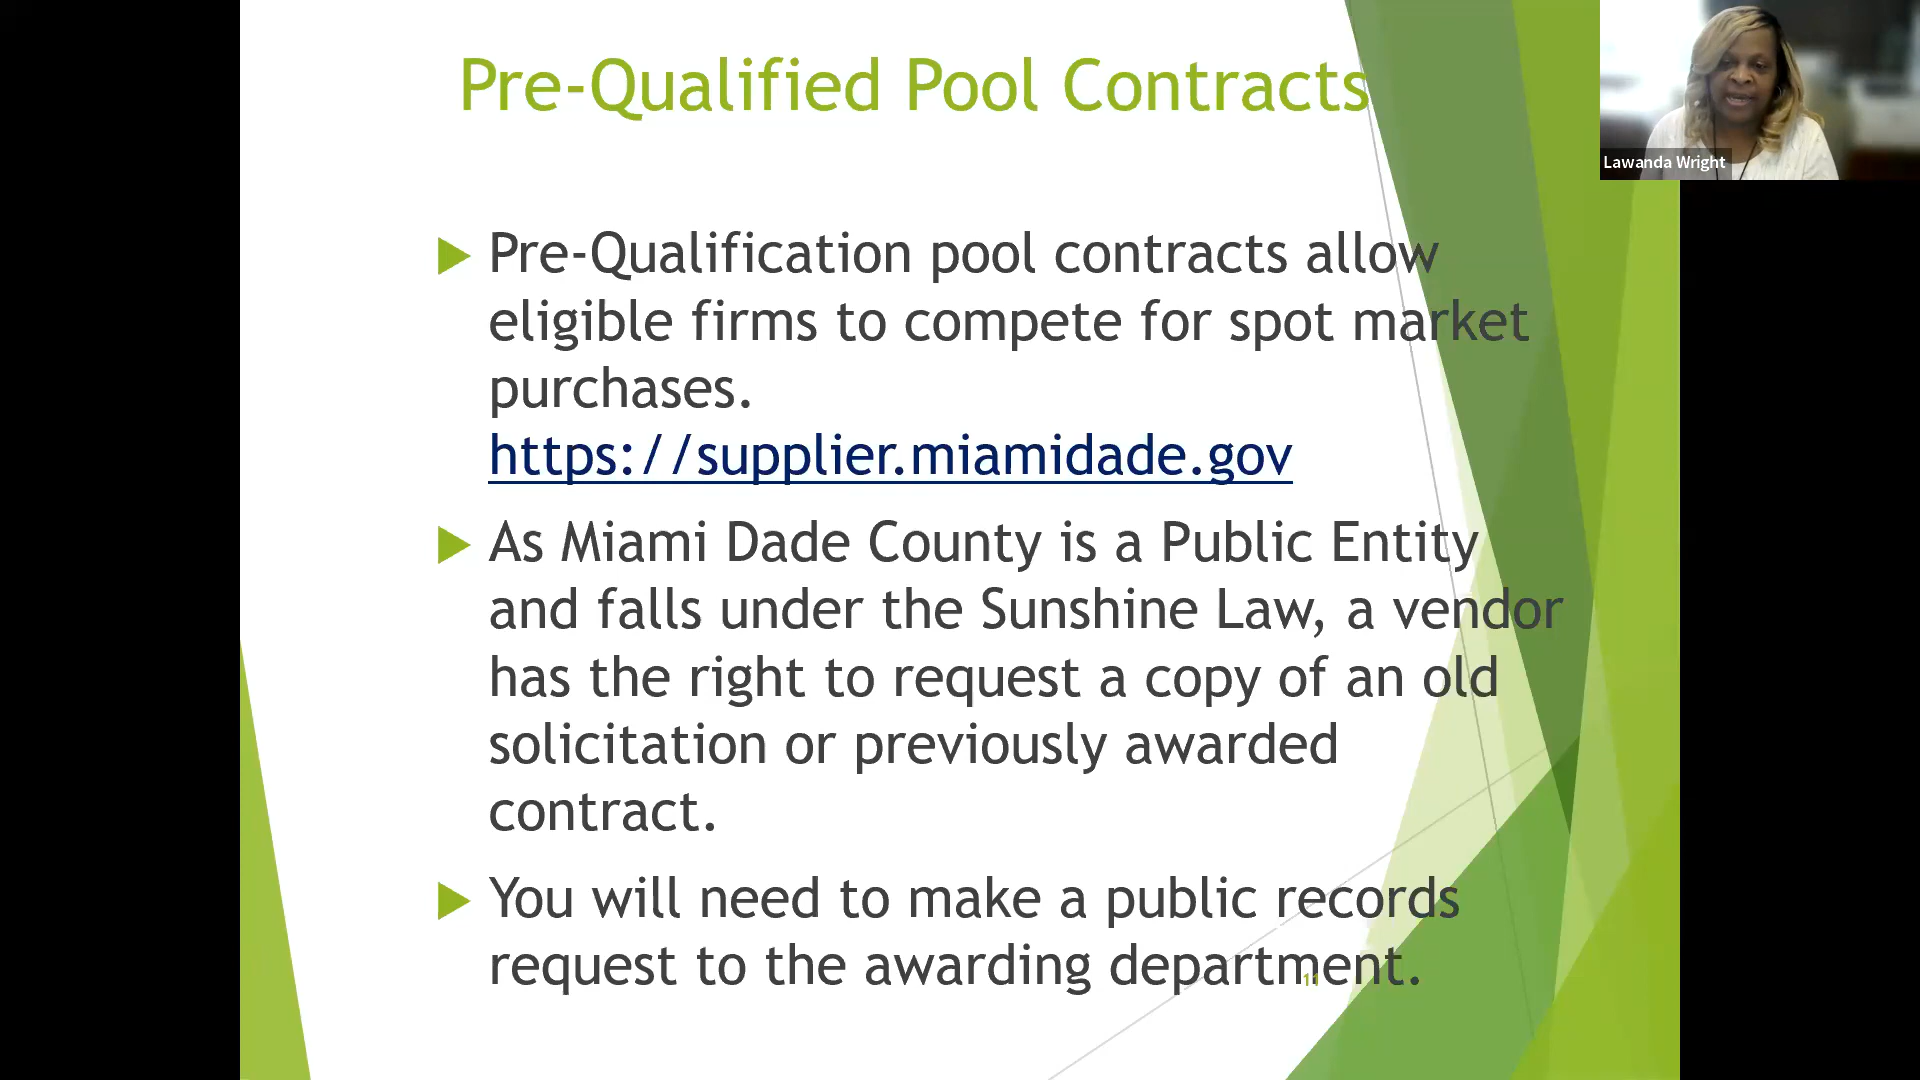 Pre-Qualified Pool Contracts
Lawanda Wright
Pre-Qualification pool contracts allow
eligible firms to compete for spot market
purchases.
https://supplier.miamidade.gov
As Miami Dade County is a Public Entity
and falls under the Sunshine Law, a vendor
has the right to request a copy of an old
solicitation or previously awarded
contract.
You will need to make a public records
request to the awarding department.
11